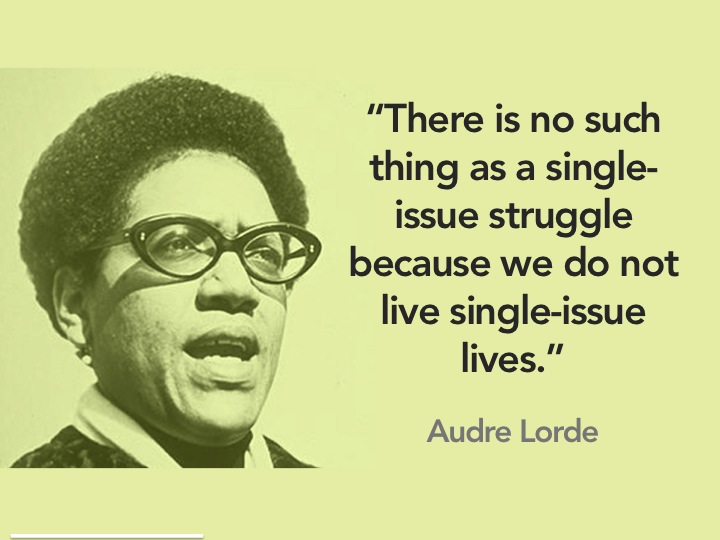 “There is no such
thing as a single-
issue struggle
because we do not
live single-issue
lives.”
Audre Lorde